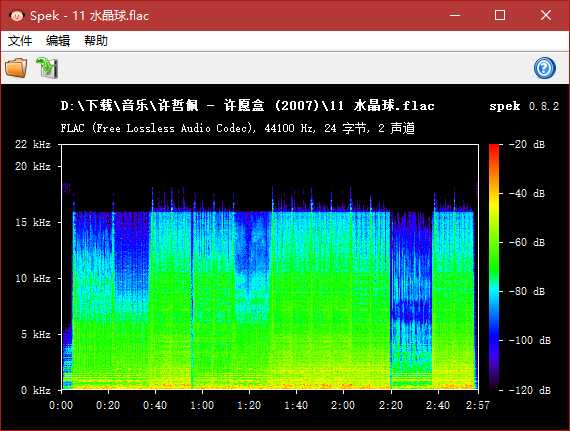 Spek - 11 水晶球.flac
文件 编辑 帮助
D:\下载\音乐\许哲佩 - 许愿盒 (2007)\11 水晶球.flac spek 0.8.2
FLAC (Free Lossless Audio Codec), 44100 Hz, 24 字节, 2 声道
22 kHz
20 kHz
15 kHz
10 kHz
5 kHz
0 kHz
-20 dB
-40 dB
-60 dB
-80 dB
-100 dB
-120 dB
0:00 0:20 0:40 1:00 1:20 1:40 2:00 2:20 2:40 2:57